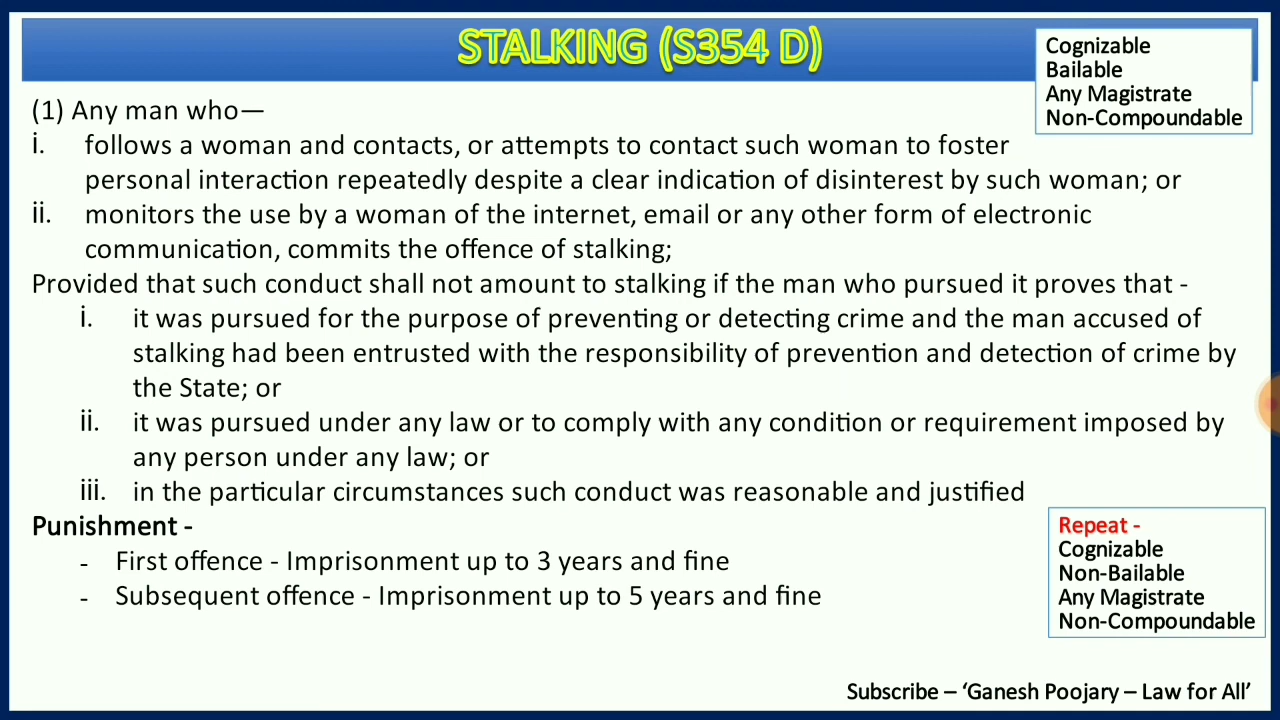 STALKING (S354 D)
Cognizable
Bailable
Any Magistrate
Non-Compoundable
(1) Any man who—
i. follows a woman and contacts, or attempts to contact such woman to foster
personal interaction repeatedly despite a clear indication of disinterest by such woman; or
ii. monitors the use by a woman of the internet, email or any other form of electronic
communication, commits the offence of stalking;
Provided that such conduct shall not amount to stalking if the man who pursued it proves that -
i. it was pursued for the purpose of preventing or detecting crime and the man accused of
stalking had been entrusted with the responsibility of prevention and detection of crime by
the State; or
ii. it was pursued under any law or to comply with any condition or requirement imposed by
any person under any law; or
iii. in the particular circumstances such conduct was reasonable and justified
Punishment -
- First offence - Imprisonment up to 3 years and fine
- Subsequent offence - Imprisonment up to 5 years and fine
Repeat -
Cognizable
Non-Bailable
Any Magistrate
Non-Compoundable
Subscribe – ‘Ganesh Poojary – Law for All’